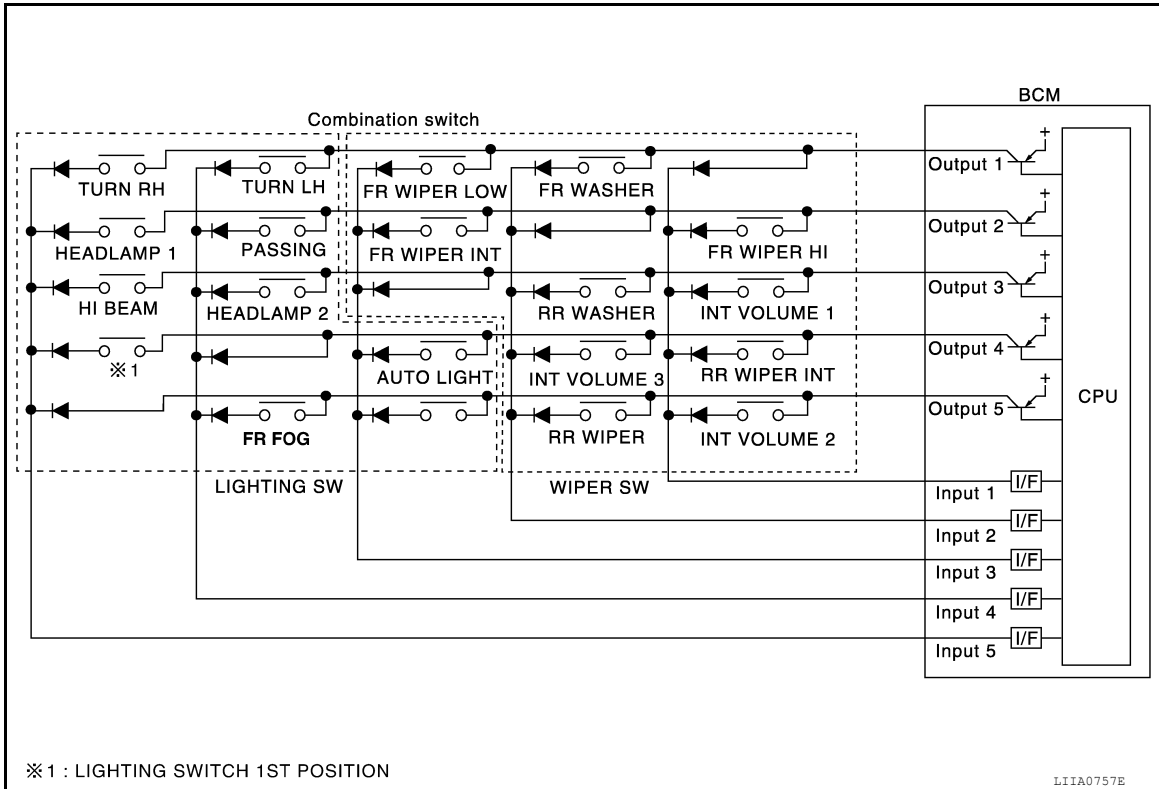 BCM
Combination switch
Output 1
TURN RH
TURN LH
FR WIPER LOW
FR WASHER
Output 2
HEADLAMP 1
PASSING
FR WIPER INT
FR WIPER HI
Output 3
HI BEAM
HEADLAMP 2
RR WASHER
INT VOLUME 1
Output 4
※1
AUTO LIGHT
INT VOLUME 3
RR WIPER INT
CPU
Output 5
FR FOG
RR WIPER
INT VOLUME 2
LIGHTING SW
WIPER SW
Input 1
I/F
Input 2
I/F
Input 3
I/F
Input 4
I/F
Input 5
I/F
+
+
+
+
+
※1 : LIGHTING SWITCH 1ST POSITION
LIIA0757E